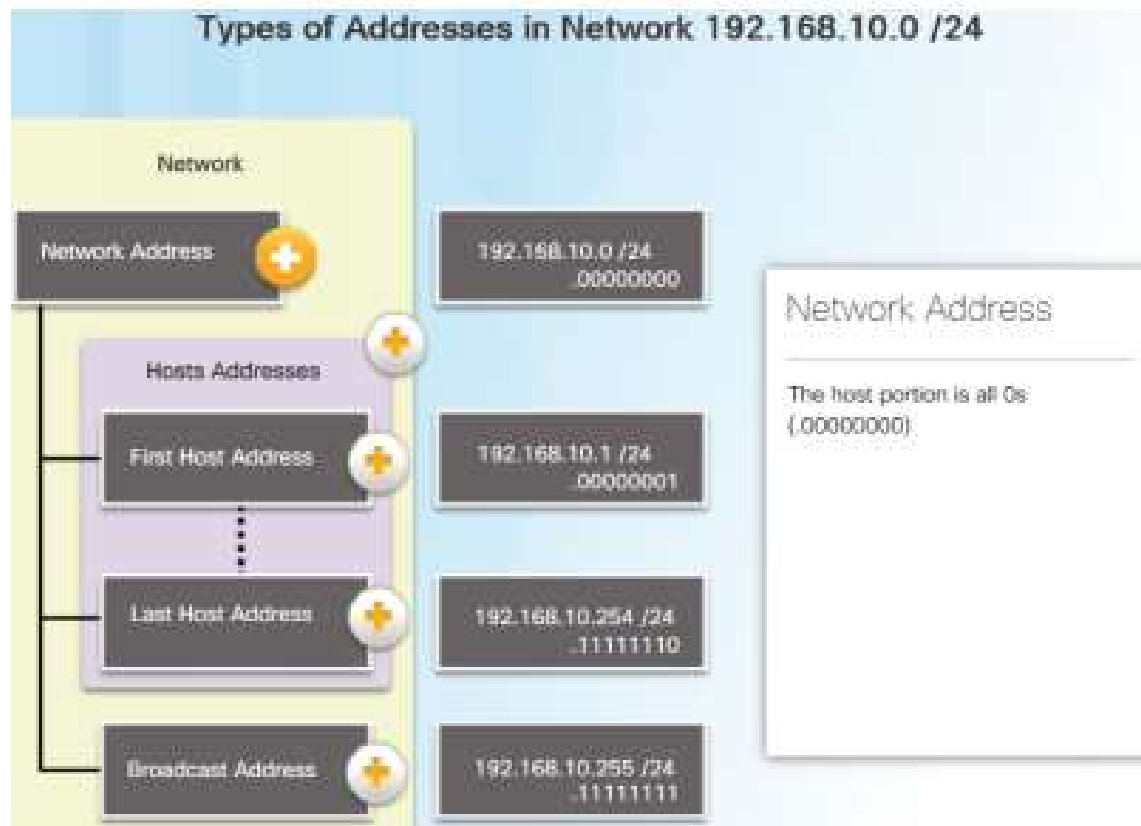 Types of Addresses in Network 192.168.10.0 /24
Network
Network Address
192.168.10.0 /24
.00000000
Network Address
The host portion is all 0s
(.00000000)
Hosts Addresses
First Host Address
192.168.10.1 /24
.00000001
Last Host Address
192.168.10.254 /24
.11111110
Broadcast Address
192.168.10.255 /24
.11111111